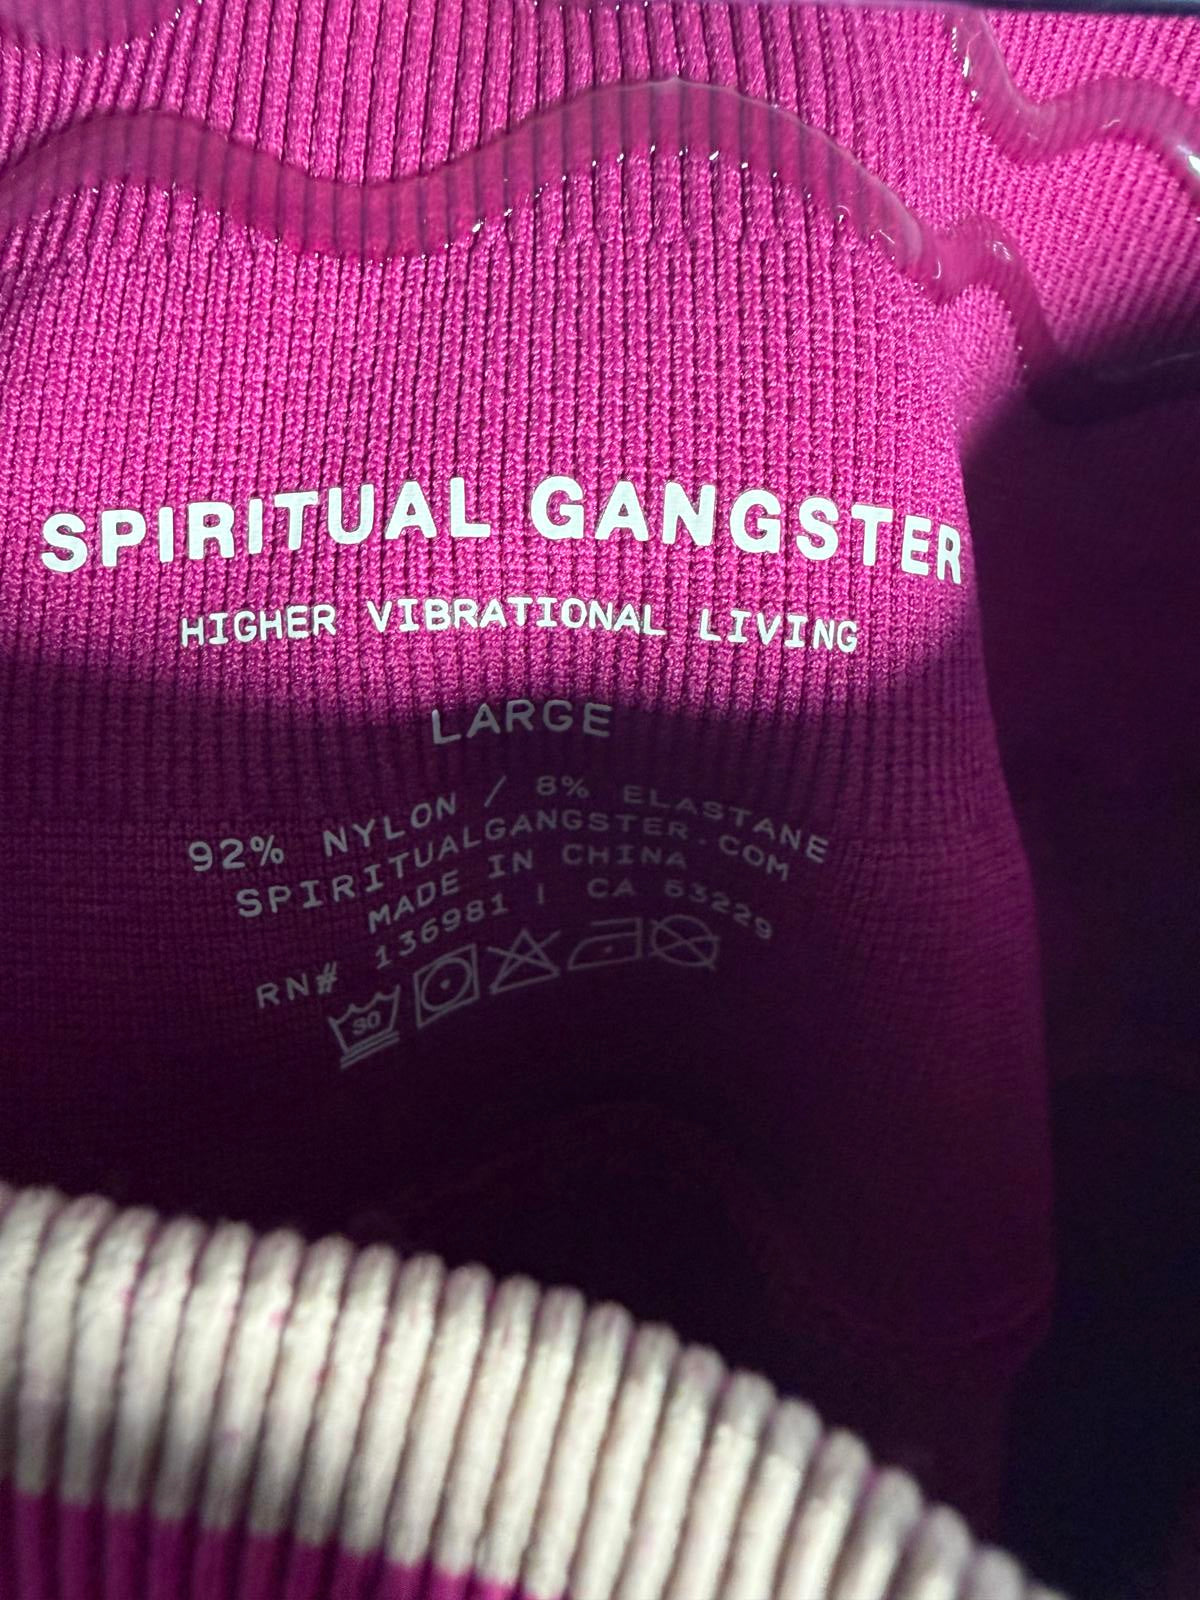 SPIRITUAL GANGSTER
HIGHER VIBRATIONAL LIVING
LARGE
92% NYLON / 8% ELASTANE
SPIRITUALGANGSTER.COM
MADE IN CHINA
RN# 136981 | CA 63229
30